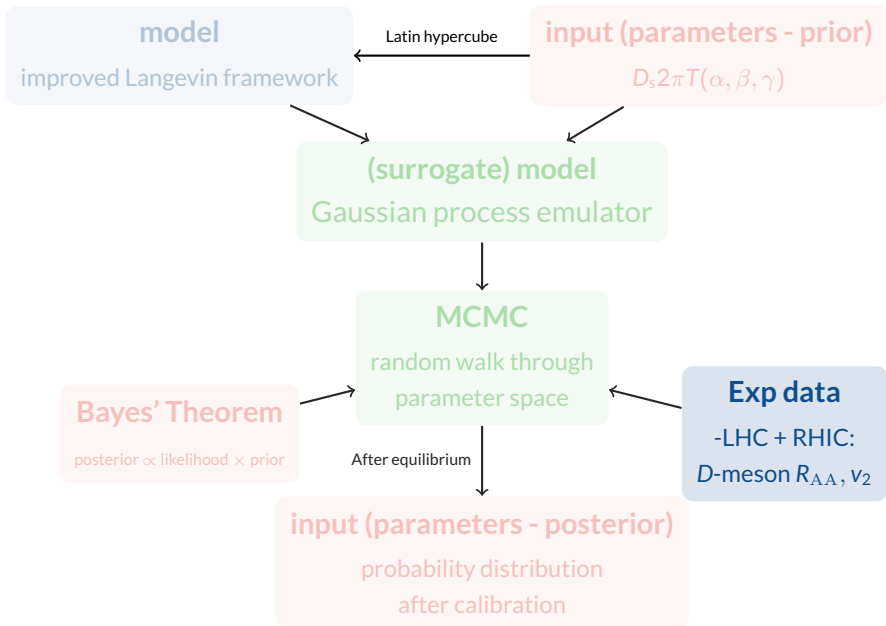 model
improved Langevin framework
Latin hypercube
input (parameters - prior)
Dₛ2πT(α, β, γ)
(surrogate) model
Gaussian process emulator
MCMC
random walk through
parameter space
Bayes’ Theorem
posterior ∝ likelihood × prior
Exp data
-LHC + RHIC:
D-meson R_AA, v₂
After equilibrium
input (parameters - posterior)
probability distribution
after calibration